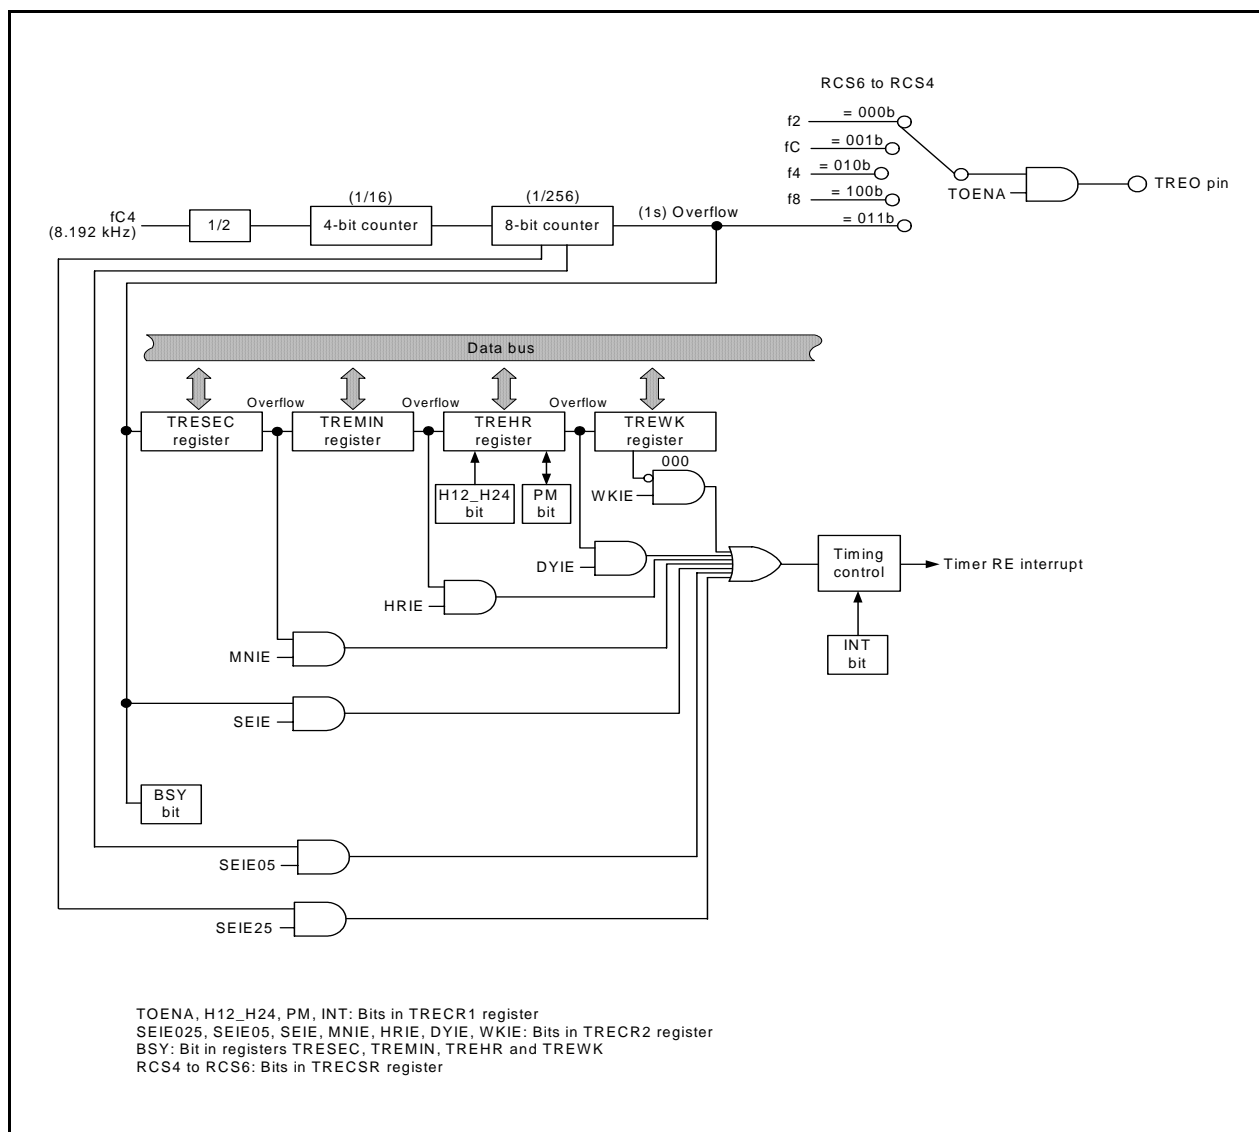 RCS6 to RCS4
f2
= 000b
fC
= 001b
f4
= 010b
f8
= 100b
= 011b
TOENA
TREO pin
fC4
(8.192 kHz)
1/2
(1/16)
4-bit counter
(1/256)
8-bit counter
(1s) Overflow
Data bus
TRESEC
register
Overflow
TREMIN
register
Overflow
TREHR
register
Overflow
TREWK
register
000
H12_H24
bit
PM
bit
WKIE
DYIE
HRIE
MNIE
SEIE
Timing
control
Timer RE interrupt
INT
bit
BSY
bit
SEIE05
SEIE25
TOENA, H12_H24, PM, INT: Bits in TRECR1 register
SEIE025, SEIE05, SEIE, MNIE, HRIE, DYIE, WKIE: Bits in TRECR2 register
BSY: Bit in registers TRESEC, TREMIN, TREHR and TREWK
RCS4 to RCS6: Bits in TRECSR register